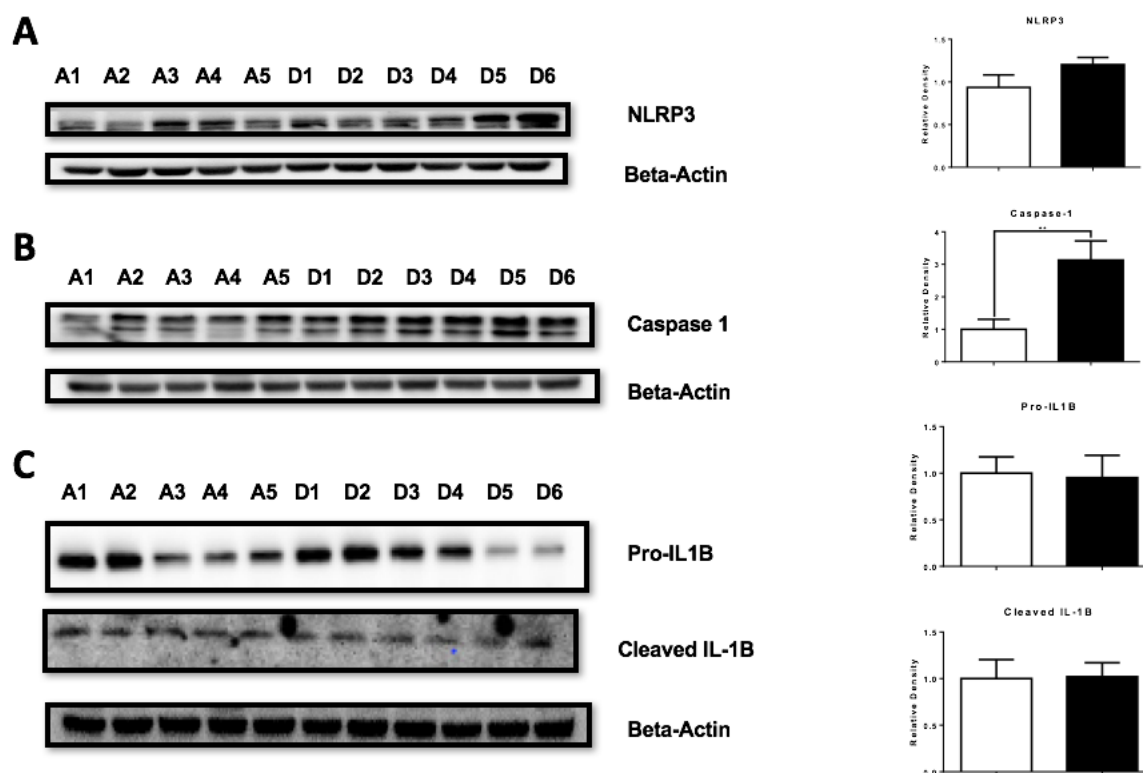 A
A1 A2 A3 A4 A5 D1 D2 D3 D4 D5 D6
NLRP3
Beta-Actin
NLRP3
Relative Density
1.5
1.0
0.5
0.0
B
A1 A2 A3 A4 A5 D1 D2 D3 D4 D5 D6
Caspase 1
Beta-Actin
Caspase-1
Relative Density
4
3
2
1
0
**
C
A1 A2 A3 A4 A5 D1 D2 D3 D4 D5 D6
Pro-IL1B
Cleaved IL-1B
Beta-Actin
Pro-IL1B
Relative Density
1.5
1.0
0.5
0.0
Cleaved IL-1B
Relative Density
1.5
1.0
0.5
0.0